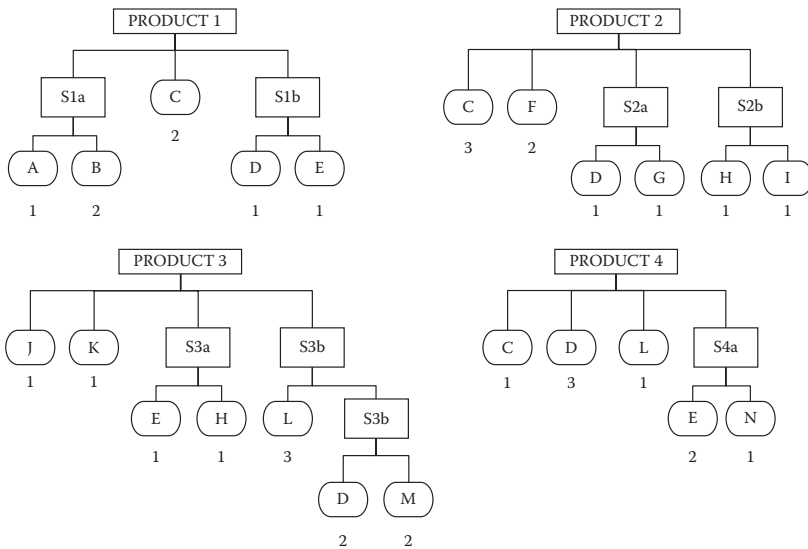 PRODUCT 1
S1a C S1b
2
A B D E
1 2 1 1
PRODUCT 2
C F S2a S2b
3 2
D G H I
1 1 1 1
PRODUCT 3
J K S3a S3b
1 1
E H L S3b
1 1 3
D M
2 2
PRODUCT 4
C D L S4a
1 3 1
E N
2 1